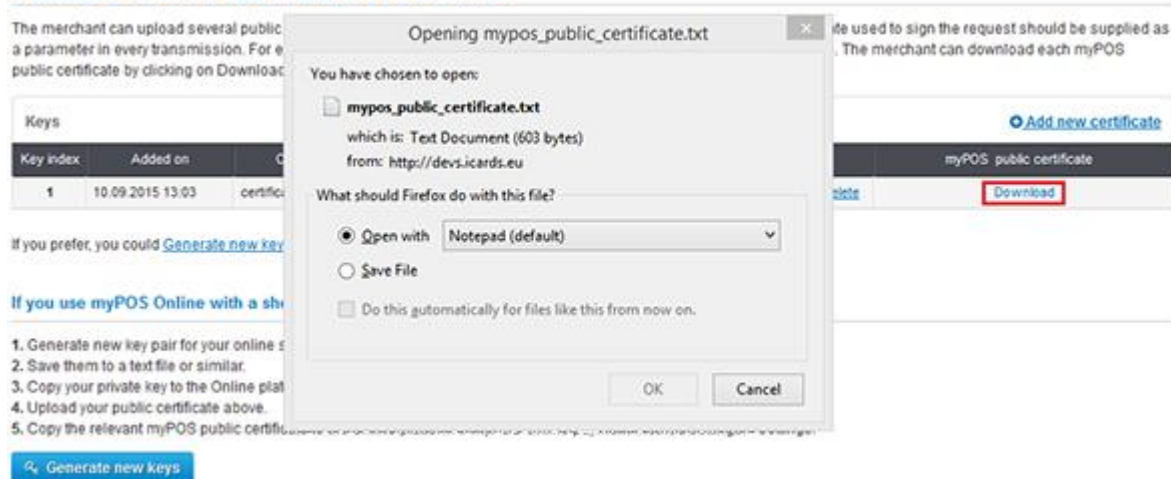 The merchant can upload several public
a parameter in every transmission. For e
public certificate by clicking on Download
te used to sign the request should be supplied as
. The merchant can download each myPOS
Keys
Add new certificate
Key index Added on myPOS public certificate
1 10.09.2015 13:03 certifica Download
If you prefer, you could Generate new key
If you use myPOS Online with a sho
1. Generate new key pair for your online s
2. Save them to a text file or similar.
3. Copy your private key to the Online plat
4. Upload your public certificate above.
5. Copy the relevant myPOS public
Generate new keys
Opening mypos_public_certificate.txt
You have chosen to open:
mypos_public_certificate.txt
which is: Text Document (603 bytes)
from: http://devs.icards.eu
What should Firefox do with this file?
Open with Notepad (default)
Save File
Do this automatically for files like this from now on.
OK Cancel